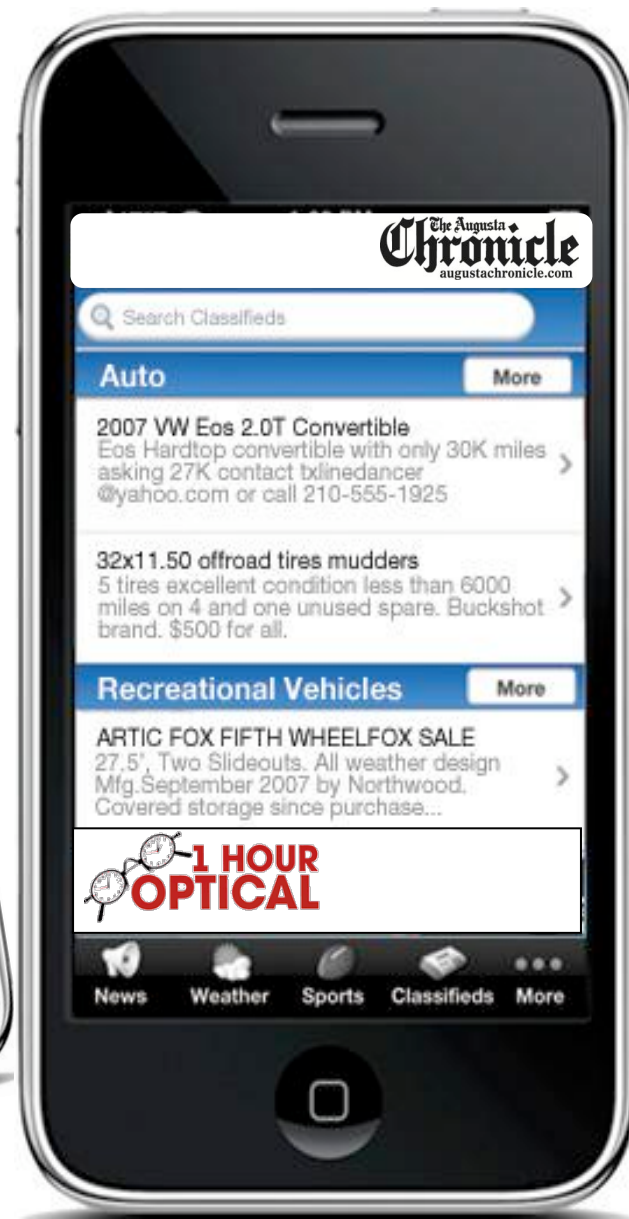 The Augusta
Chronicle
augustachronicle.com
Search Classifieds
Auto
More
2007 VW Eos 2.0T Convertible
Eos Hardtop convertible with only 30K miles
asking 27K contact txlinedancer
@yahoo.com or call 210-555-1925
32x11.50 offroad tires mudders
5 tires excellent condition less than 6000
miles on 4 and one unused spare. Buckshot
brand. $500 for all.
Recreational Vehicles
More
ARTIC FOX FIFTH WHEELFOX SALE
27.5', Two Slideouts. All weather design
Mfg.September 2007 by Northwood.
Covered storage since purchase...
1 HOUR
OPTICAL
News Weather Sports Classifieds More